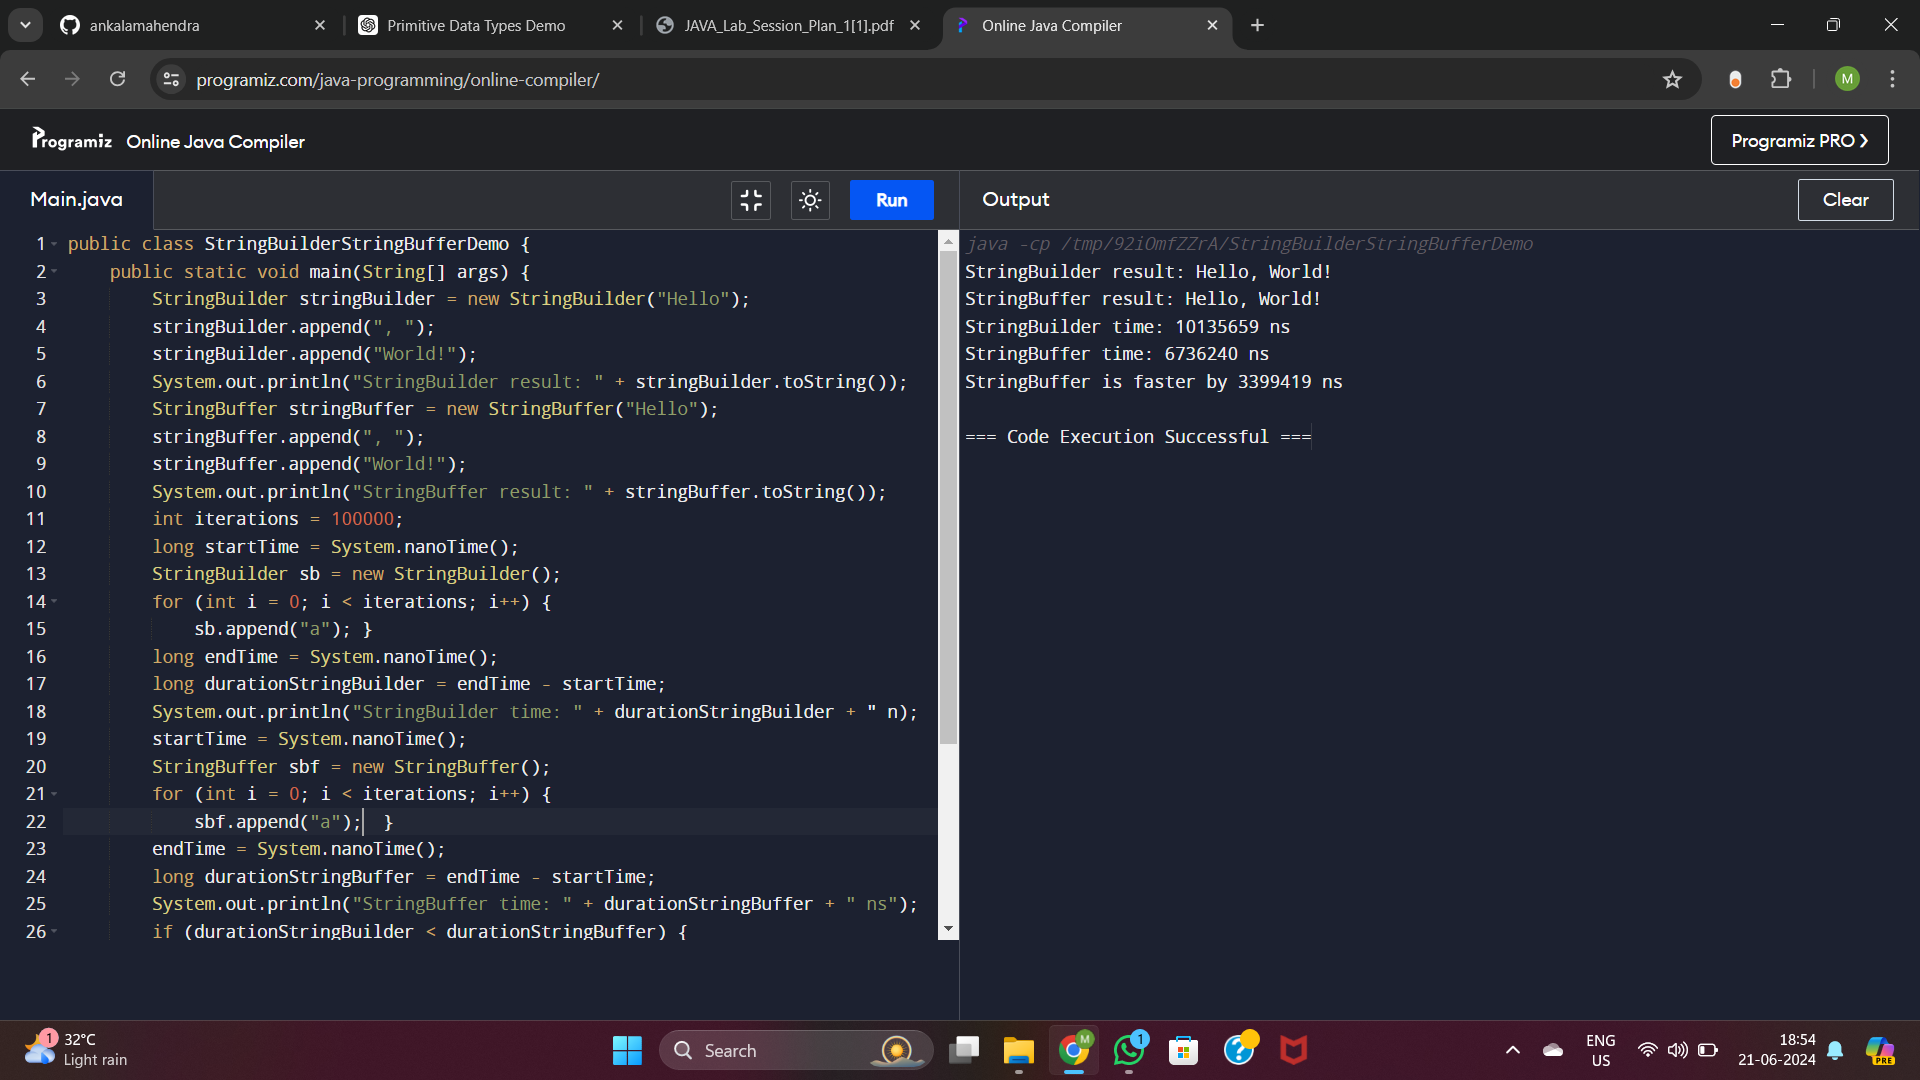 ankalamahendra
Primitive Data Types Demo
JAVA_Lab_Session_Plan_1[1].pdf
Online Java Compiler
programiz.com/java-programming/online-compiler/
M
Programiz Online Java Compiler
Programiz PRO
Main.java
Run
Output
Clear
1 public class StringBuilderStringBufferDemo {
2 public static void main(String[] args) {
3 StringBuilder stringBuilder = new StringBuilder("Hello");
4 stringBuilder.append(", ");
5 stringBuilder.append("World!");
6 System.out.println("StringBuilder result: " + stringBuilder.toString());
7 StringBuffer stringBuffer = new StringBuffer("Hello");
8 stringBuffer.append(", ");
9 stringBuffer.append("World!");
10 System.out.println("StringBuffer result: " + stringBuffer.toString());
11 int iterations = 100000;
12 long startTime = System.nanoTime();
13 StringBuilder sb = new StringBuilder();
14 for (int i = 0; i < iterations; i++) {
15 sb.append("a"); }
16 long endTime = System.nanoTime();
17 long durationStringBuilder = endTime - startTime;
18 System.out.println("StringBuilder time: " + durationStringBuilder + " n);
19 startTime = System.nanoTime();
20 StringBuffer sbf = new StringBuffer();
21 for (int i = 0; i < iterations; i++) {
22 sbf.append("a"); }
23 endTime = System.nanoTime();
24 long durationStringBuffer = endTime - startTime;
25 System.out.println("StringBuffer time: " + durationStringBuffer + " ns");
26 if (durationStringBuilder < durationStringBuffer) {
java -cp /tmp/92iOmfZZrA/StringBuilderStringBufferDemo
StringBuilder result: Hello, World!
StringBuffer result: Hello, World!
StringBuilder time: 10135659 ns
StringBuffer time: 6736240 ns
StringBuffer is faster by 3399419 ns
=== Code Execution Successful ===
1
32°C
Light rain
Search
M
1
ENG
US
18:54
21-06-2024
PRE